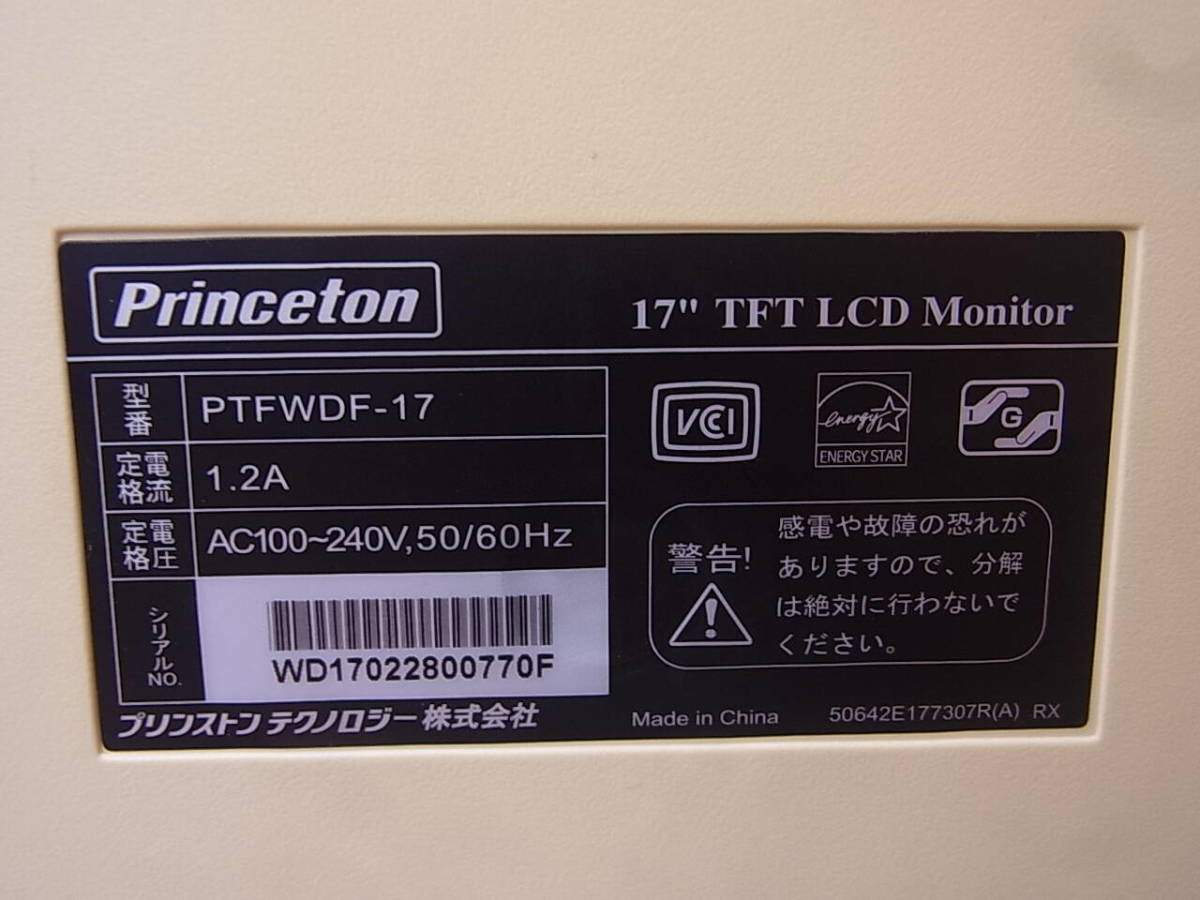 Princeton
17" TFT LCD Monitor
型番 PTFWDF-17
定格電流 1.2A
定格電圧 AC100~240V,50/60Hz
シリアルNO. WD17022800770F
VCCI
energy
ENERGY STAR
G
警告!
感電や故障の恐れが
ありますので、分解
は絶対に行わないで
ください。
プリンストン テクノロジー 株式会社
Made in China
50642E177307R(A) RX